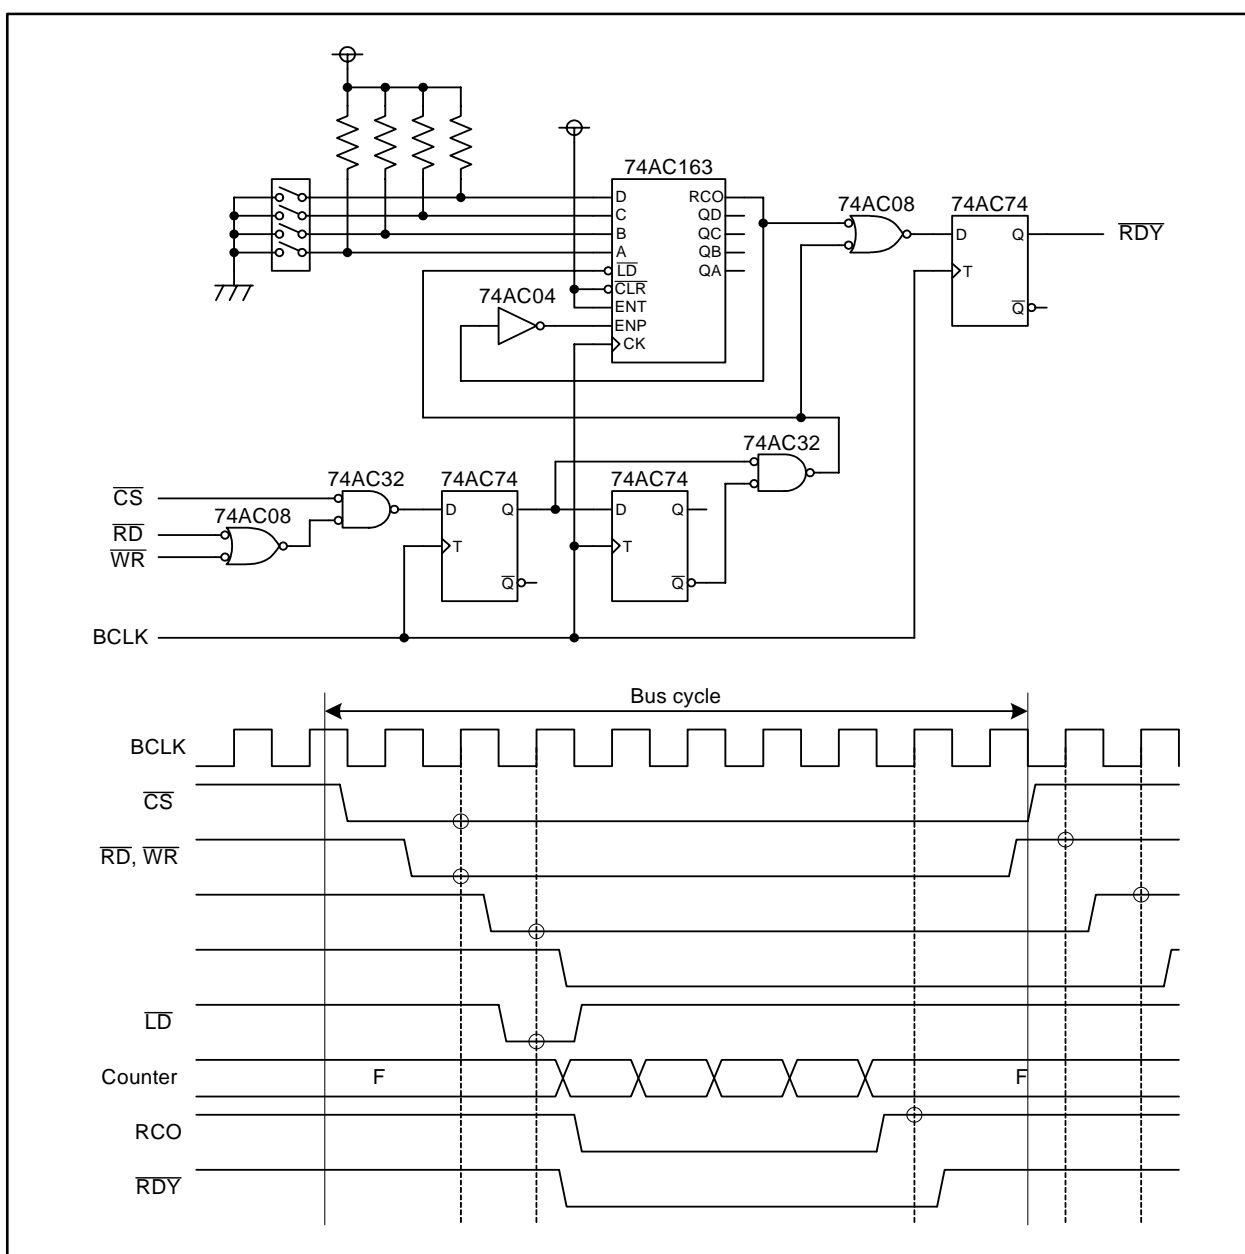 74AC163
D
C
B
A
LD
CLR
ENT
ENP
CK
RCO
QD
QC
QB
QA
74AC08
74AC74
D
Q
T
Q
RDY
74AC04
74AC32
74AC32
74AC74
74AC74
74AC08
CS
RD
WR
D
Q
T
Q
D
Q
T
Q
BCLK
Bus cycle
BCLK
CS
RD, WR
LD
Counter
F
F
RCO
RDY